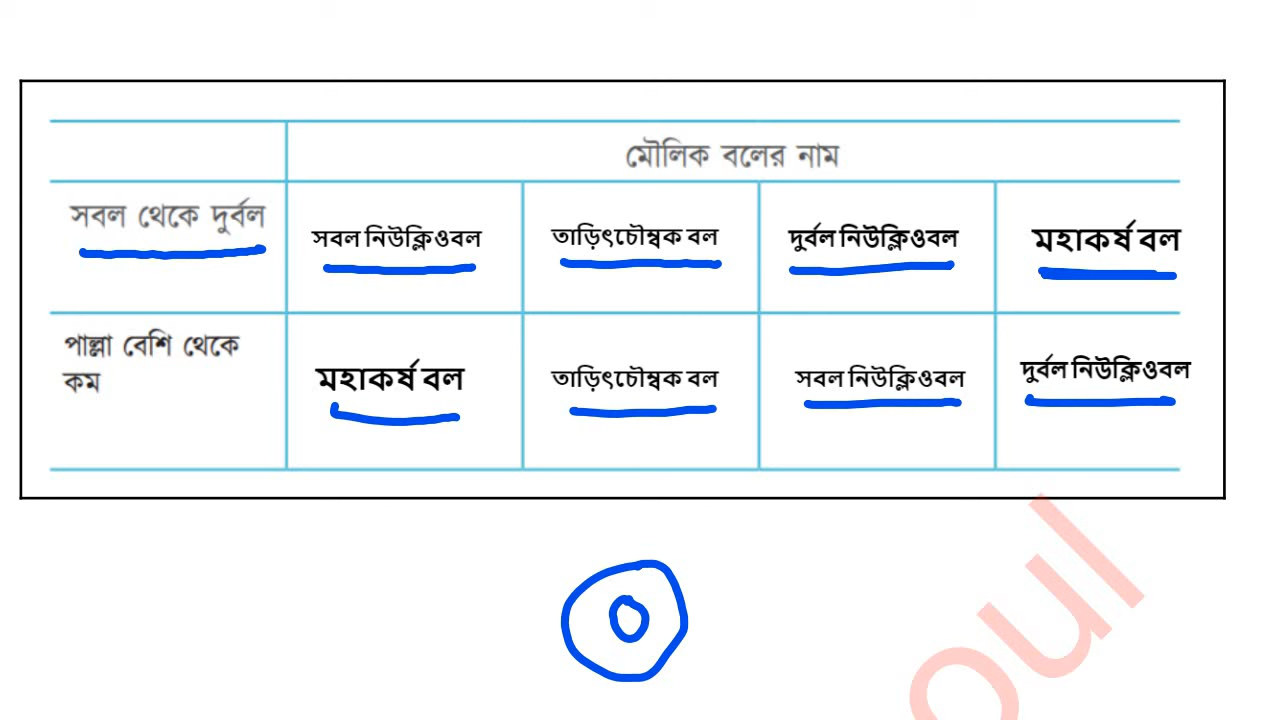 মৌলিক বলের নাম
সবল থেকে দুর্বল
সবল নিউক্লিওবল
তাড়িৎচৌম্বক বল
দুর্বল নিউক্লিওবল
মহাকর্ষ বল
পাল্লা বেশি থেকে
কম
মহাকর্ষ বল
তাড়িৎচৌম্বক বল
সবল নিউক্লিওবল
দুর্বল নিউক্লিওবল
oul